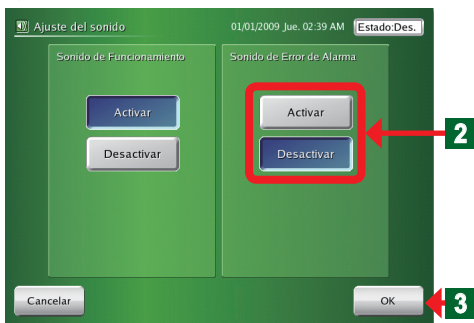 Ajuste del sonido
01/01/2009 Jue. 02:39 AM
Estado:Des.
Sonido de Funcionamiento
Activar
Desactivar
Sonido de Error de Alarma
Activar
Desactivar
2
Cancelar
OK
3